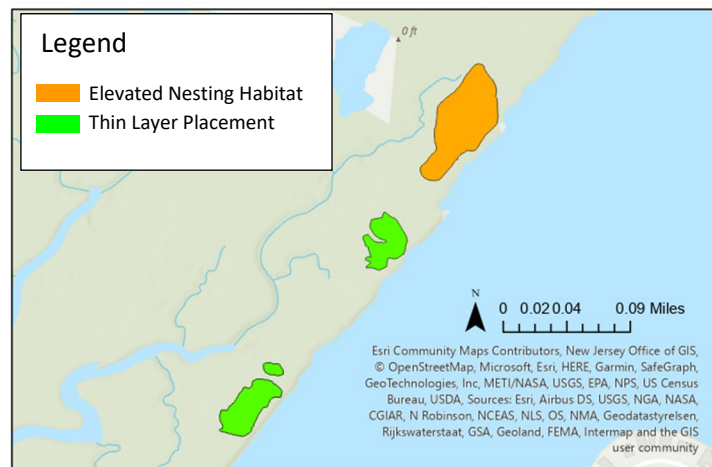 Legend
Elevated Nesting Habitat
Thin Layer Placement
0 ft
N
0 0.02 0.04 0.09 Miles
Esri Community Maps Contributors, New Jersey Office of GIS,
© OpenStreetMap, Microsoft, Esri, HERE, Garmin, SafeGraph,
GeoTechnologies, Inc, METI/NASA, USGS, EPA, NPS, US Census
Bureau, USDA, Sources: Esri, Airbus DS, USGS, NGA, NASA,
CGIAR, N Robinson, NCEAS, NLS, OS, NMA, Geodatastyrelsen,
Rijkswaterstaat, GSA, Geoland, FEMA, Intermap and the GIS
user community